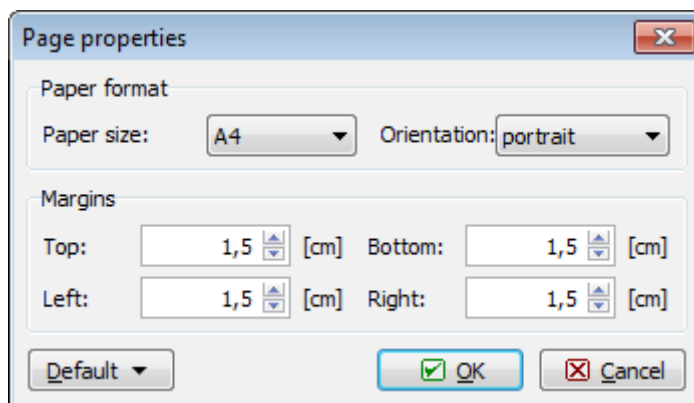 Page properties
Paper format
Paper size: A4 Orientation: portrait
Margins
Top: 1,5 [cm] Bottom: 1,5 [cm]
Left: 1,5 [cm] Right: 1,5 [cm]
Default OK Cancel